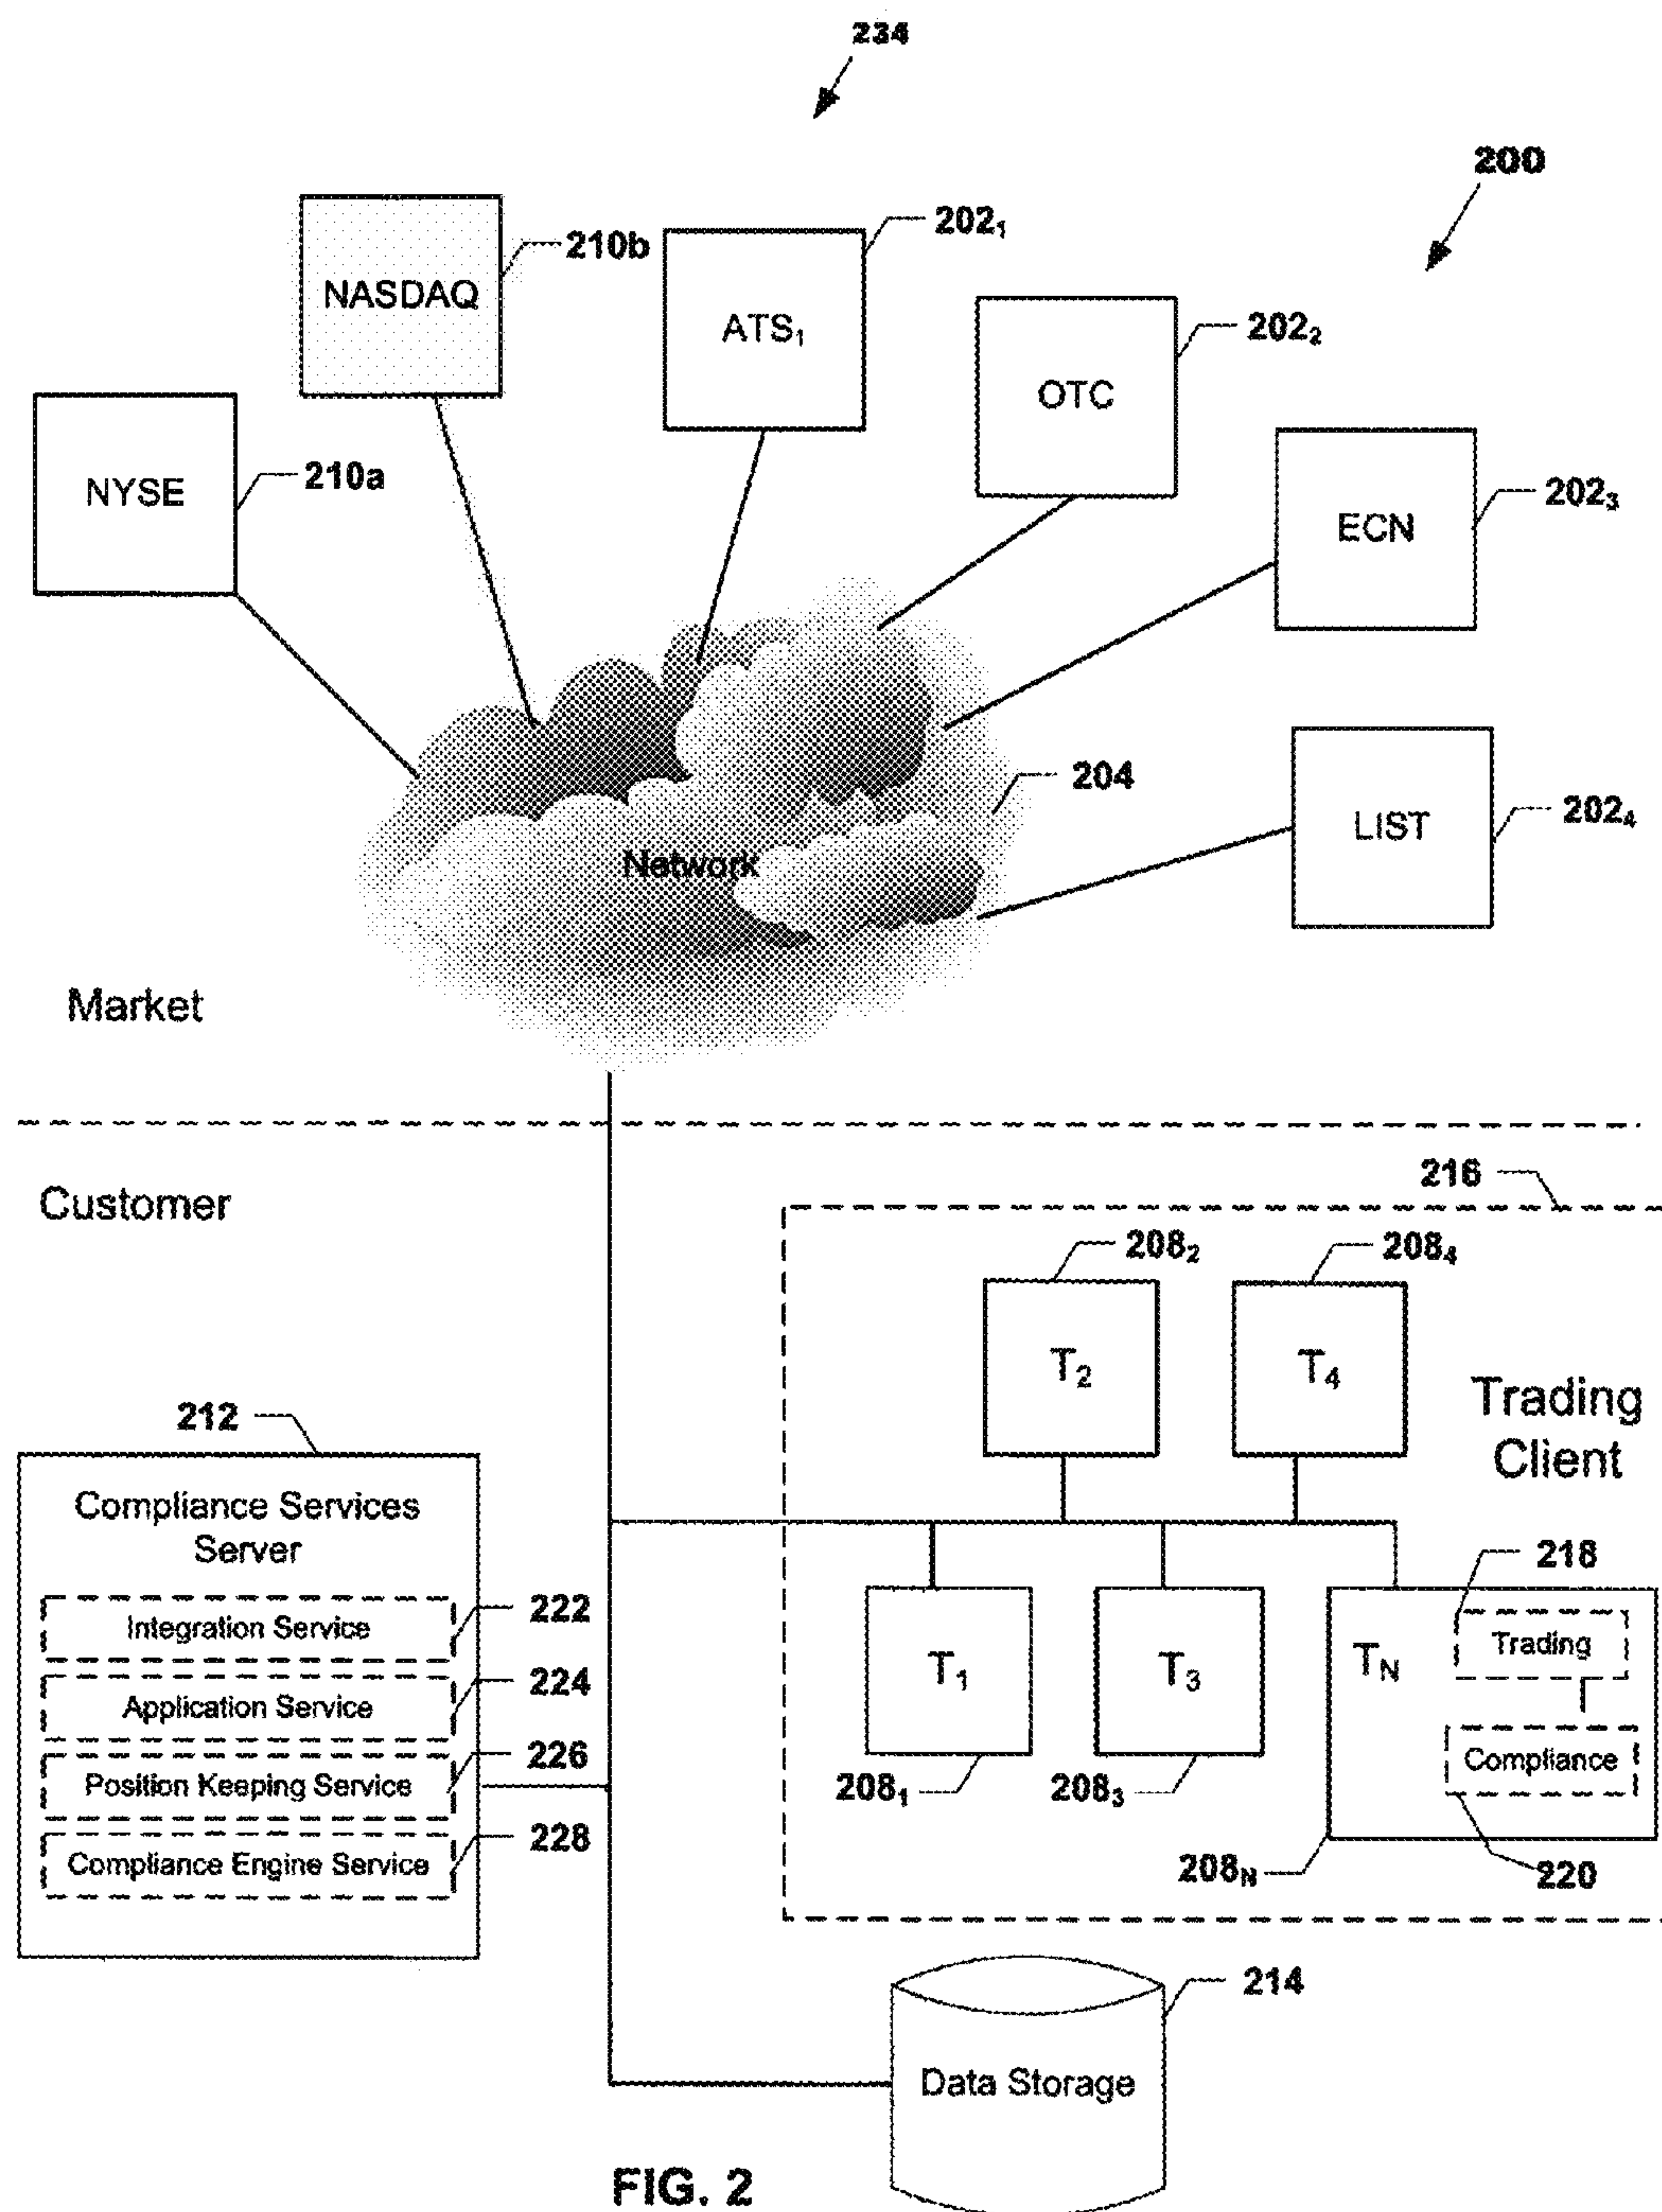 234
200
NASDAQ
210b
ATS₁
202₁
OTC
202₂
NYSE
210a
ECN
202₃
204
Network
LIST
202₄
Market
Customer
216
208₂
208₄
T₂
T₄
Trading
Client
212
Compliance Services
Server
Integration Service
222
Application Service
224
Position Keeping Service
226
Compliance Engine Service
228
218
T₁
T₃
T_N
Trading
Compliance
208₁
208₃
208_N
220
214
Data Storage
FIG. 2